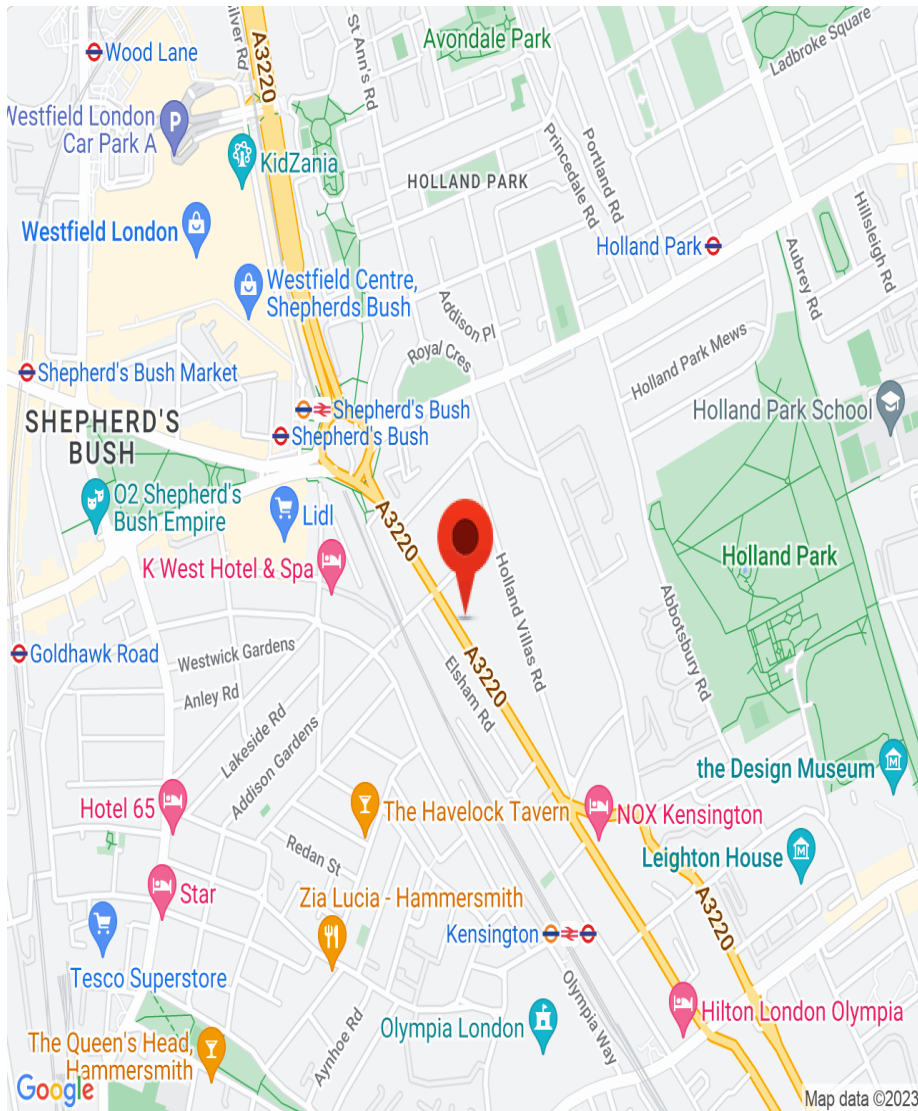 Wood Lane
Silver Rd
A3220
St Ann's Rd
Avondale Park
Ladbroke Square
Westfield London
Car Park A
P
KidZania
Princedale Rd
Portland Rd
HOLLAND PARK
Hillsleigh Rd
Westfield London
Holland Park
Aubrey Rd
Westfield Centre,
Shepherds Bush
Addison Pl
Royal Cres
Holland Park Mews
Shepherd's Bush Market
Shepherd's Bush
Holland Park School
SHEPHERD'S
BUSH
Shepherd's Bush
O2 Shepherd's
Bush Empire
Lidl
A3220
K West Hotel & Spa
Holland Villas Rd
Holland Park
Abbotsbury Rd
Goldhawk Road
Westwick Gardens
Anley Rd
Elsham Rd
A3220
Lakeside Rd
Addison Gardens
the Design Museum
M
Hotel 65
The Havelock Tavern
NOX Kensington
Redan St
Leighton House
M
Star
Zia Lucia - Hammersmith
A3220
Kensington
Tesco Superstore
Olympia Way
Aynhoe Rd
Olympia London
Hilton London Olympia
The Queen's Head,
Hammersmith
Google
Map data ©2023